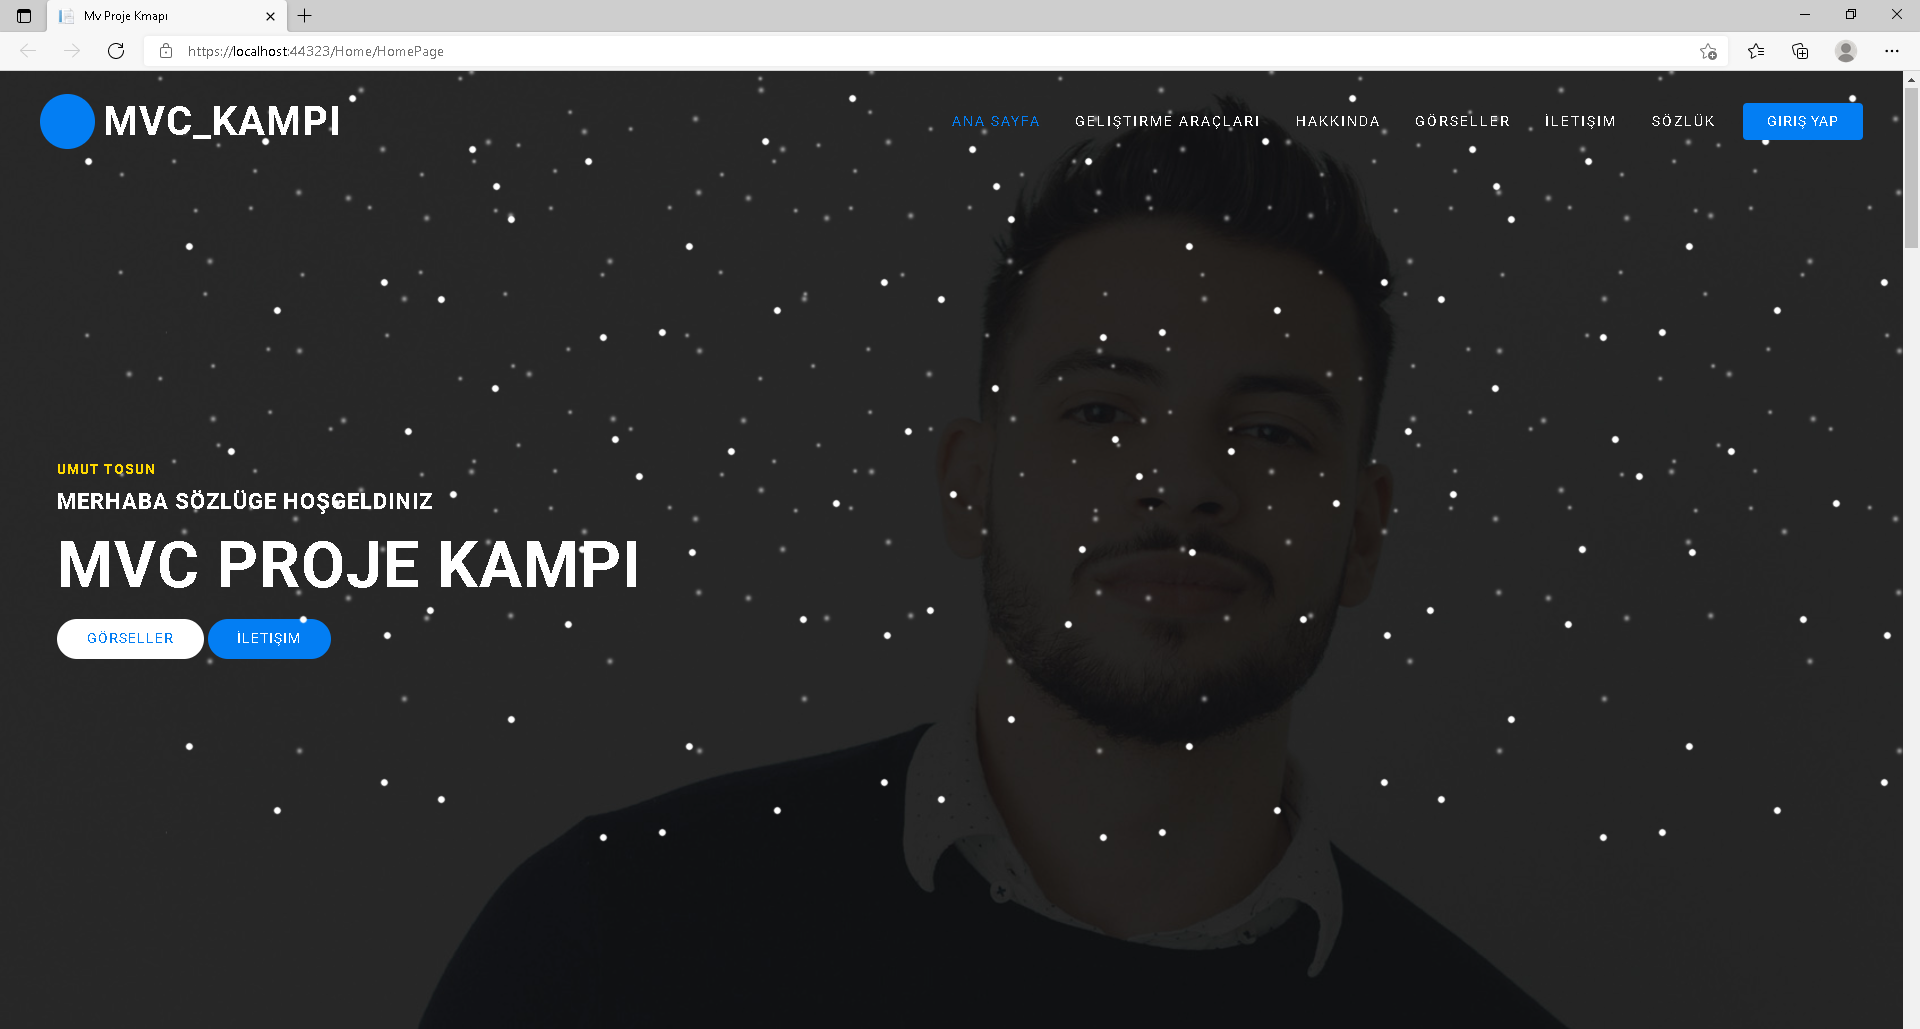 Mv Proje Kmapı
https://localhost:44323/Home/HomePage
MVC_KAMPI
ANA SAYFA GELIŞTIRME ARAÇLARI HAKKINDA GÖRSELLER İLETIŞIM SÖZLÜK GIRIŞ YAP
UMUT TOSUN
MERHABA SÖZLÜGE HOŞGELDINIZ
MVC PROJE KAMPI
GÖRSELLER İLETIŞIM